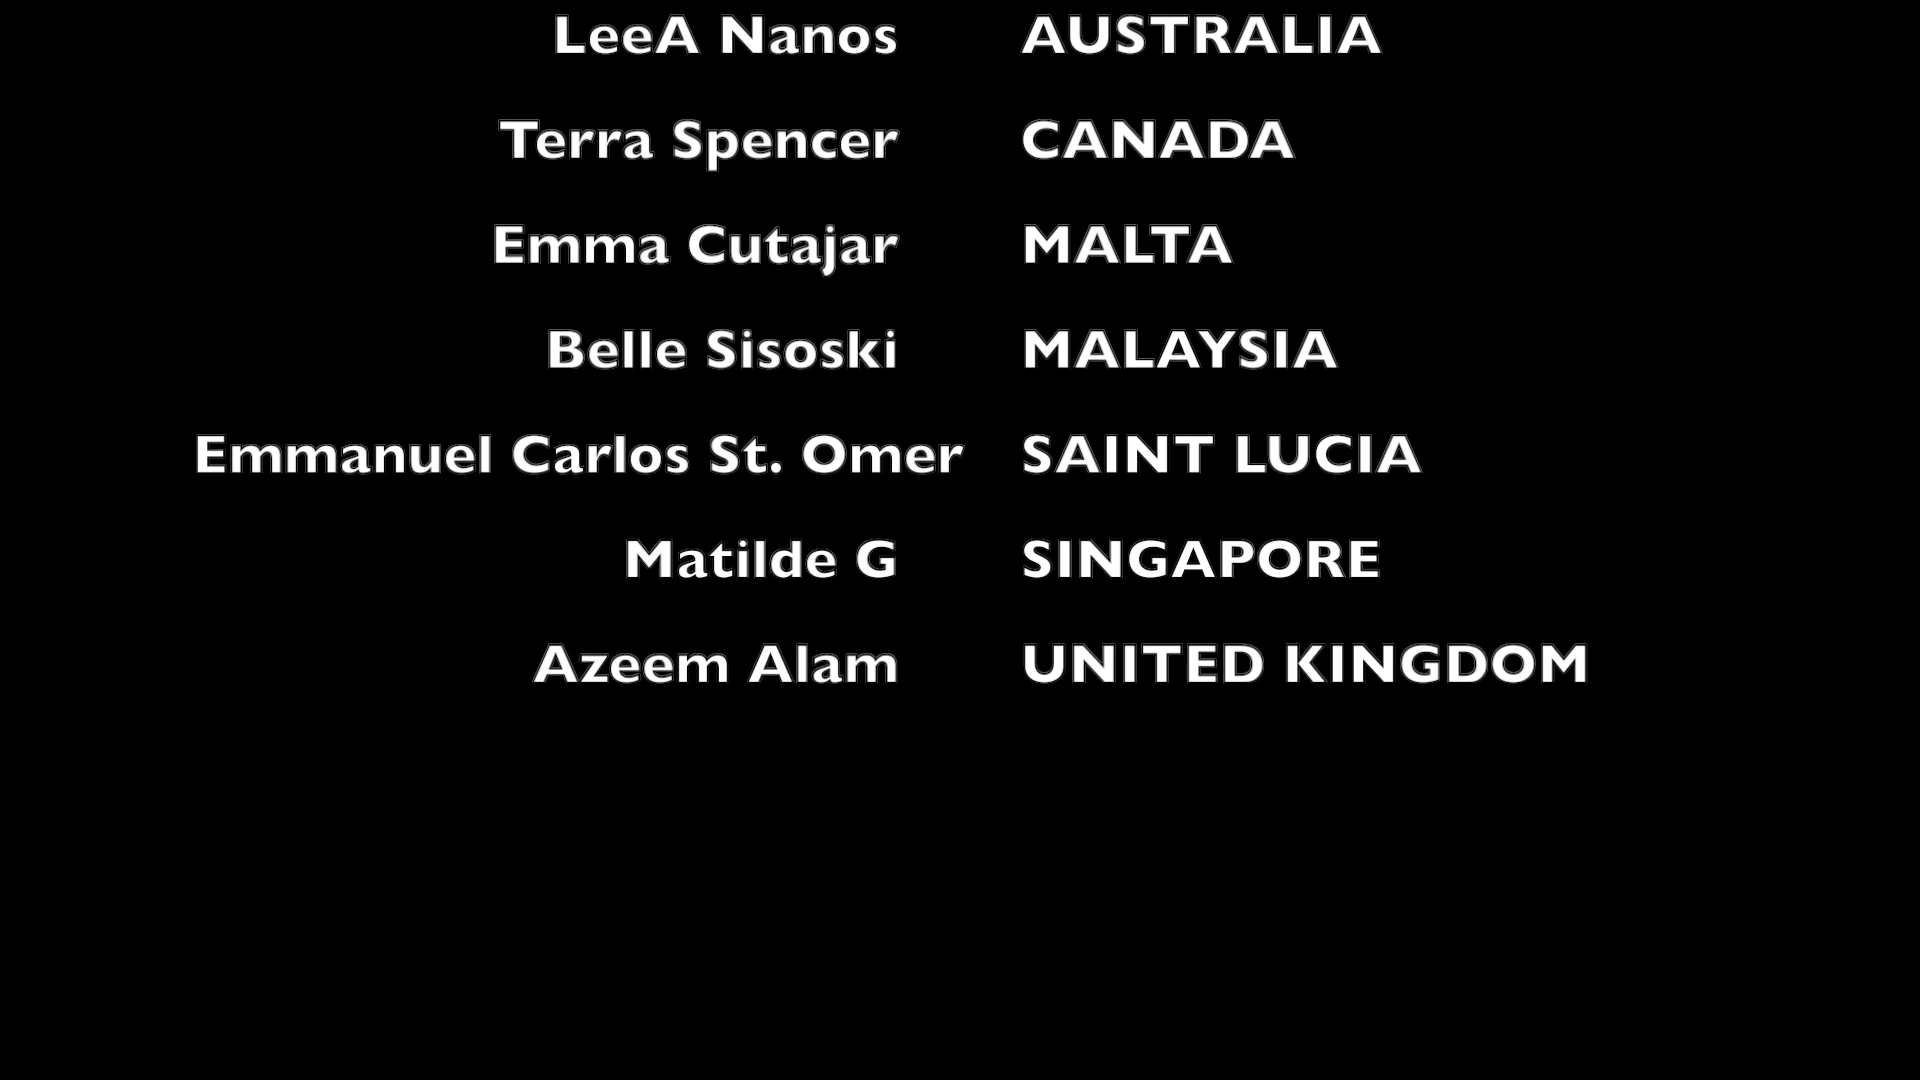 LeeA Nanos AUSTRALIA
Terra Spencer CANADA
Emma Cutajar MALTA
Belle Sisoski MALAYSIA
Emmanuel Carlos St. Omer SAINT LUCIA
Matilde G SINGAPORE
Azeem Alam UNITED KINGDOM